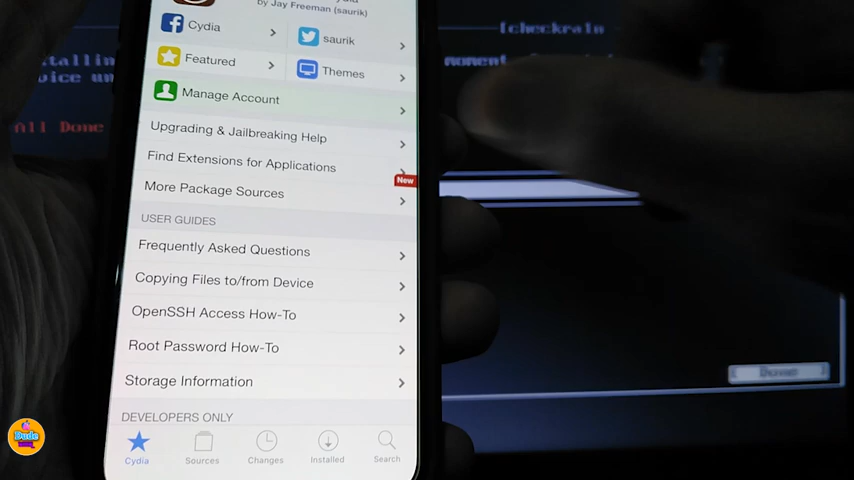 by Jay Freeman (saurik)
Cydia
saurik
Featured
Themes
Manage Account
Upgrading & Jailbreaking Help
Find Extensions for Applications
New
More Package Sources
USER GUIDES
Frequently Asked Questions
Copying Files to/from Device
OpenSSH Access How-To
Root Password How-To
Storage Information
DEVELOPERS ONLY
Cydia
Sources
Changes
Installed
Search
[checkra1n
moment
All Done
Done
Dude